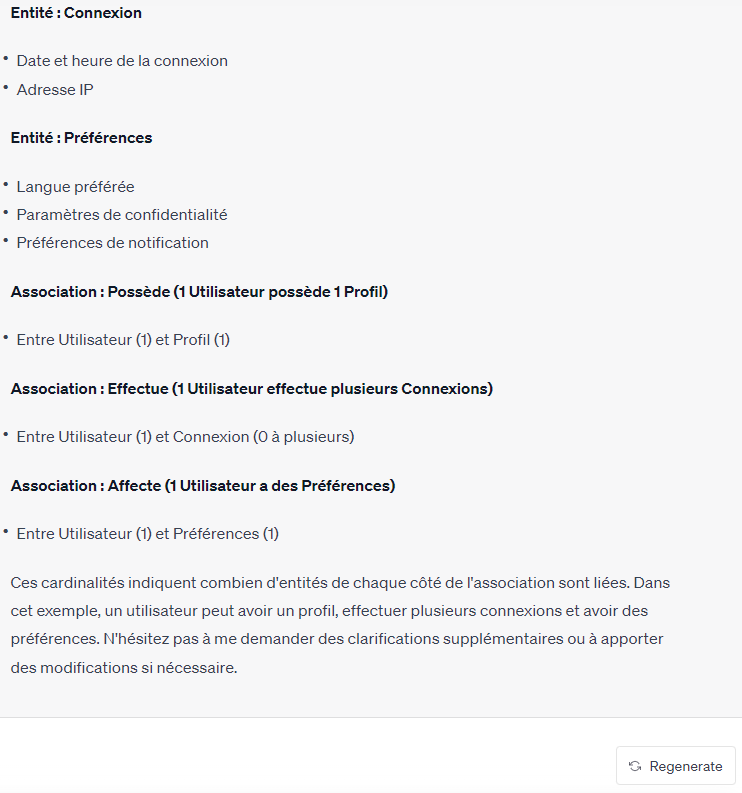 Entité : Connexion
• Date et heure de la connexion
• Adresse IP
Entité : Préférences
• Langue préférée
• Paramètres de confidentialité
• Préférences de notification
Association : Possède (1 Utilisateur possède 1 Profil)
• Entre Utilisateur (1) et Profil (1)
Association : Effectue (1 Utilisateur effectue plusieurs Connexions)
• Entre Utilisateur (1) et Connexion (0 à plusieurs)
Association : Affecte (1 Utilisateur a des Préférences)
• Entre Utilisateur (1) et Préférences (1)
Ces cardinalités indiquent combien d'entités de chaque côté de l'association sont liées. Dans
cet exemple, un utilisateur peut avoir un profil, effectuer plusieurs connexions et avoir des
préférences. N'hésitez pas à me demander des clarifications supplémentaires ou à apporter
des modifications si nécessaire.
Regenerate